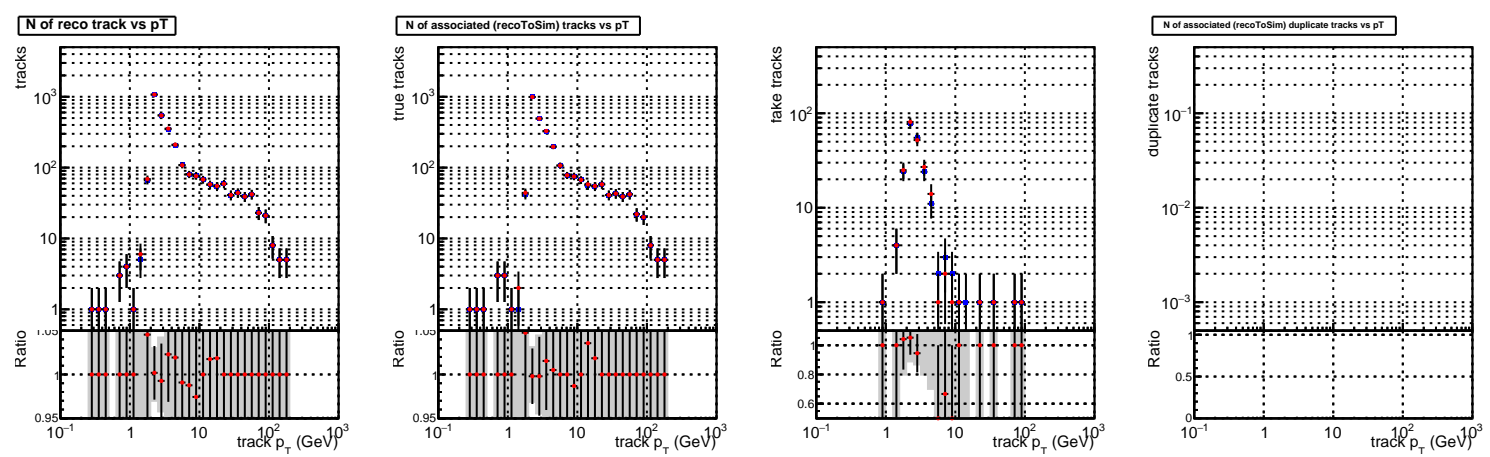 N of reco track vs pT
tracks
10³
10²
10
1
Ratio
1.05
1
0.95
10⁻¹ 1 10 10² 10³
track p_T (GeV)
N of associated (recoToSim) tracks vs pT
true tracks
10³
10²
10
1
Ratio
1.05
1
0.95
10⁻¹ 1 10 10² 10³
track p_T (GeV)
fake tracks
10²
10
1
Ratio
1
0.8
0.6
10⁻¹ 1 10 10² 10³
track p_T (GeV)
N of associated (recoToSim) duplicate tracks vs pT
duplicate tracks
10⁻¹
10⁻²
10⁻³
Ratio
1
0.5
0
10⁻¹ 1 10 10² 10³
track p_T (GeV)